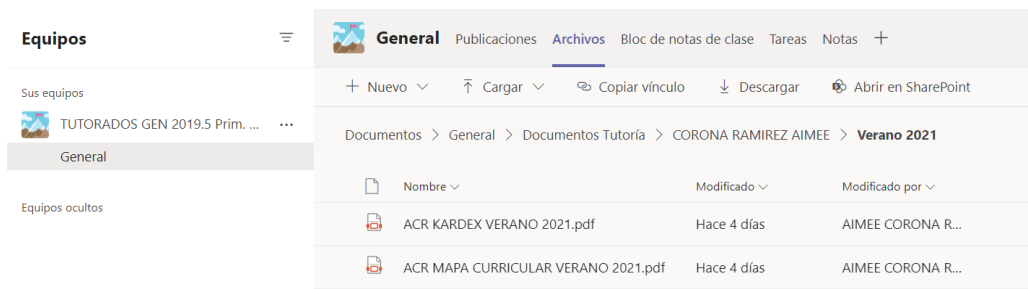 Equipos
Sus equipos
TUTORADOS GEN 2019.5 Prim. ...
General
Equipos ocultos
General Publicaciones Archivos Bloc de notas de clase Tareas Notas
Nuevo Cargar Copiar vínculo Descargar Abrir en SharePoint
Documentos > General > Documentos Tutoría > CORONA RAMIREZ AIMEE > Verano 2021
Nombre Modificado Modificado por
ACR KARDEX VERANO 2021.pdf Hace 4 días AIMEE CORONA R...
ACR MAPA CURRICULAR VERANO 2021.pdf Hace 4 días AIMEE CORONA R...